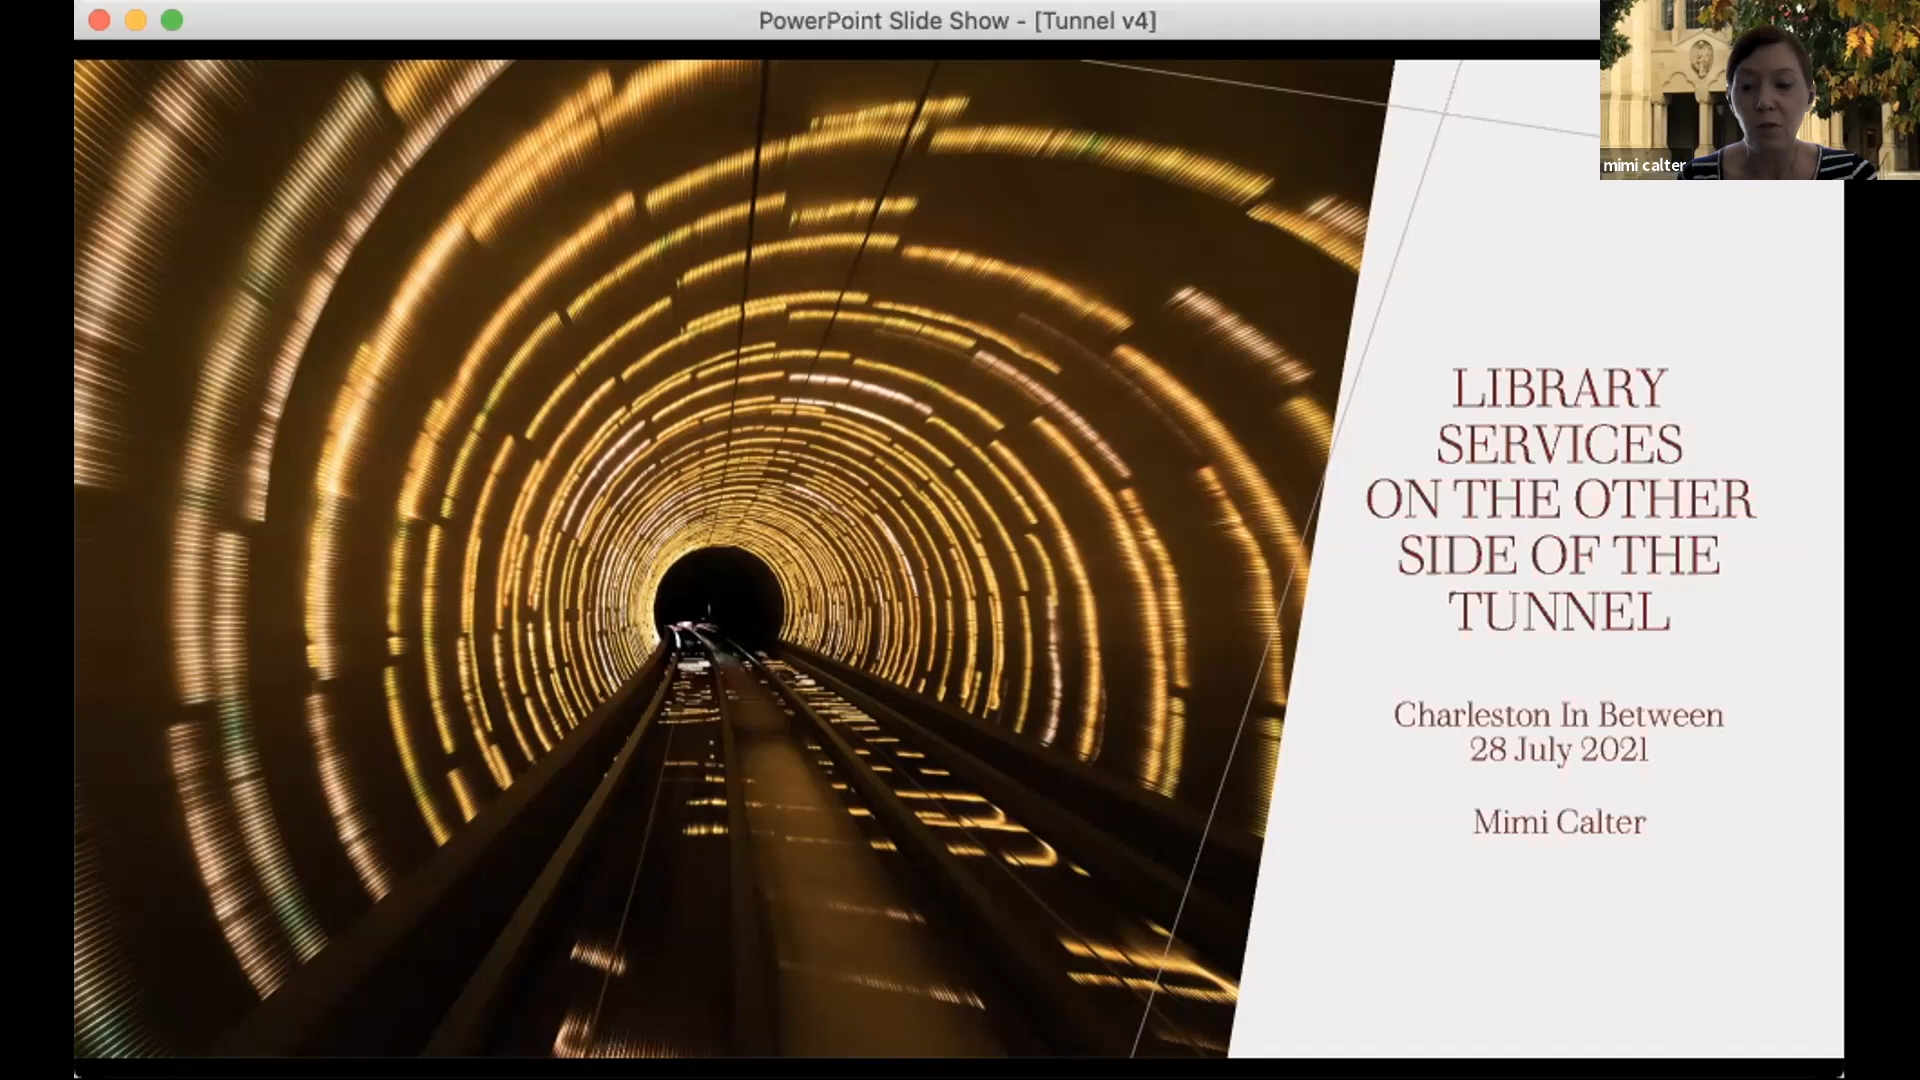 PowerPoint Slide Show - [Tunnel v4]
mimi calter
LIBRARY
SERVICES
ON THE OTHER
SIDE OF THE
TUNNEL
Charleston In Between
28 July 2021
Mimi Calter